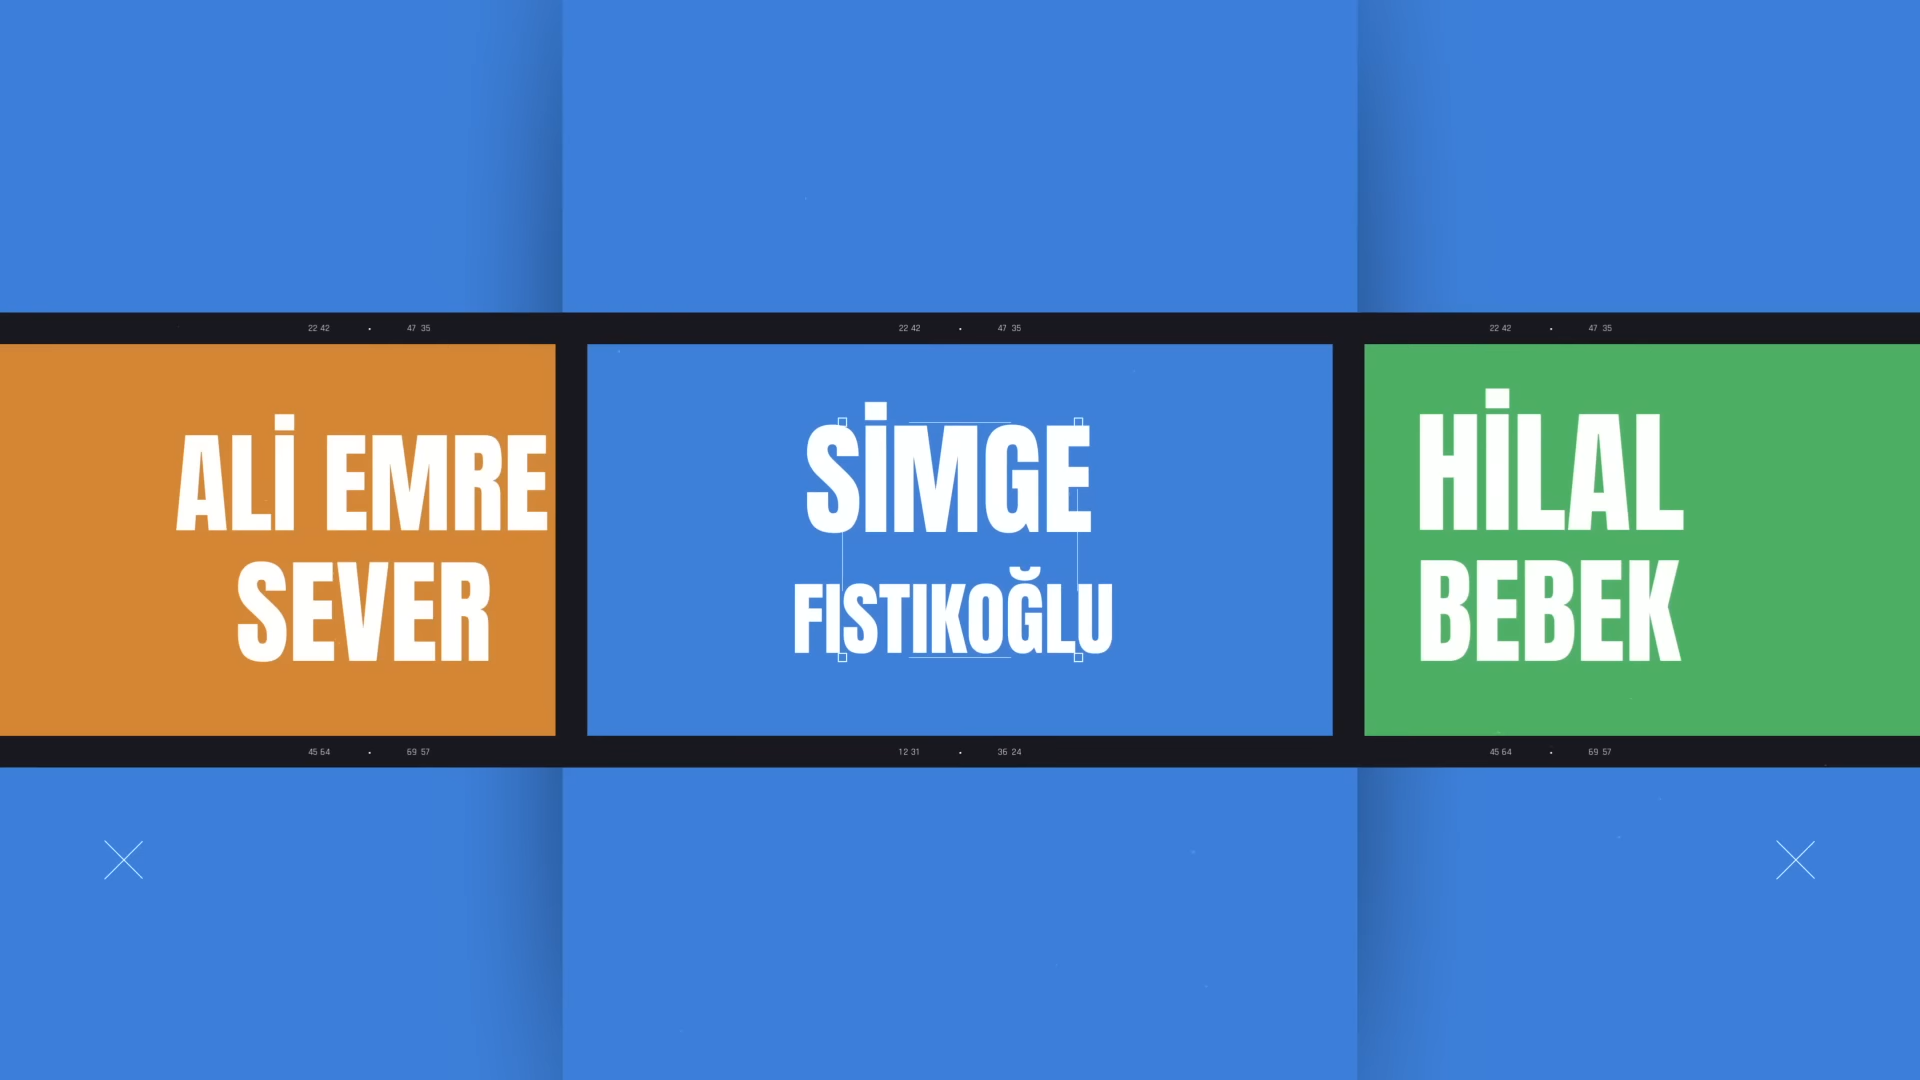 22 42 • 47 35
22 42 • 47 35
22 42 • 47 35
ALİ EMRE
SEVER
SİMGE
FISTIKOĞLU
HİLAL
BEBEK
45 64 • 69 57
12 31 • 36 24
45 64 • 69 57